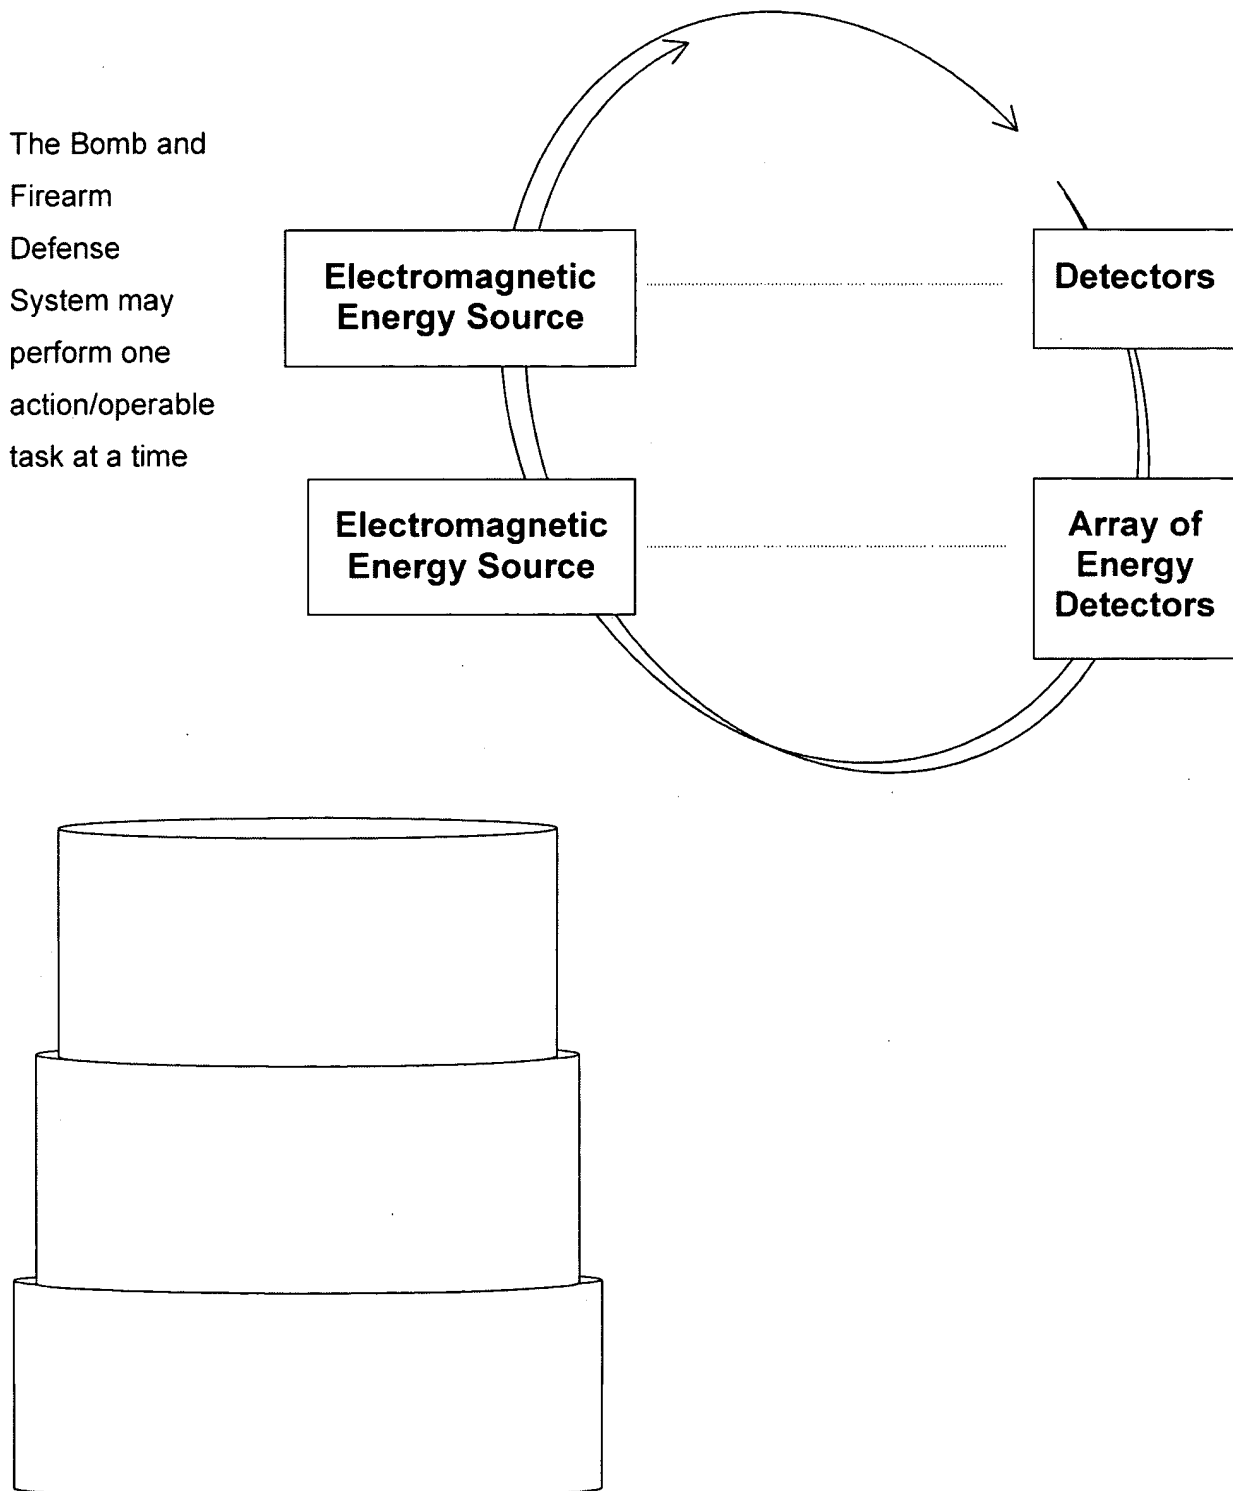 The Bomb and
Firearm
Defense
System may
perform one
action/operable
task at a time
Electromagnetic
Energy Source
Detectors
Electromagnetic
Energy Source
Array of
Energy
Detectors